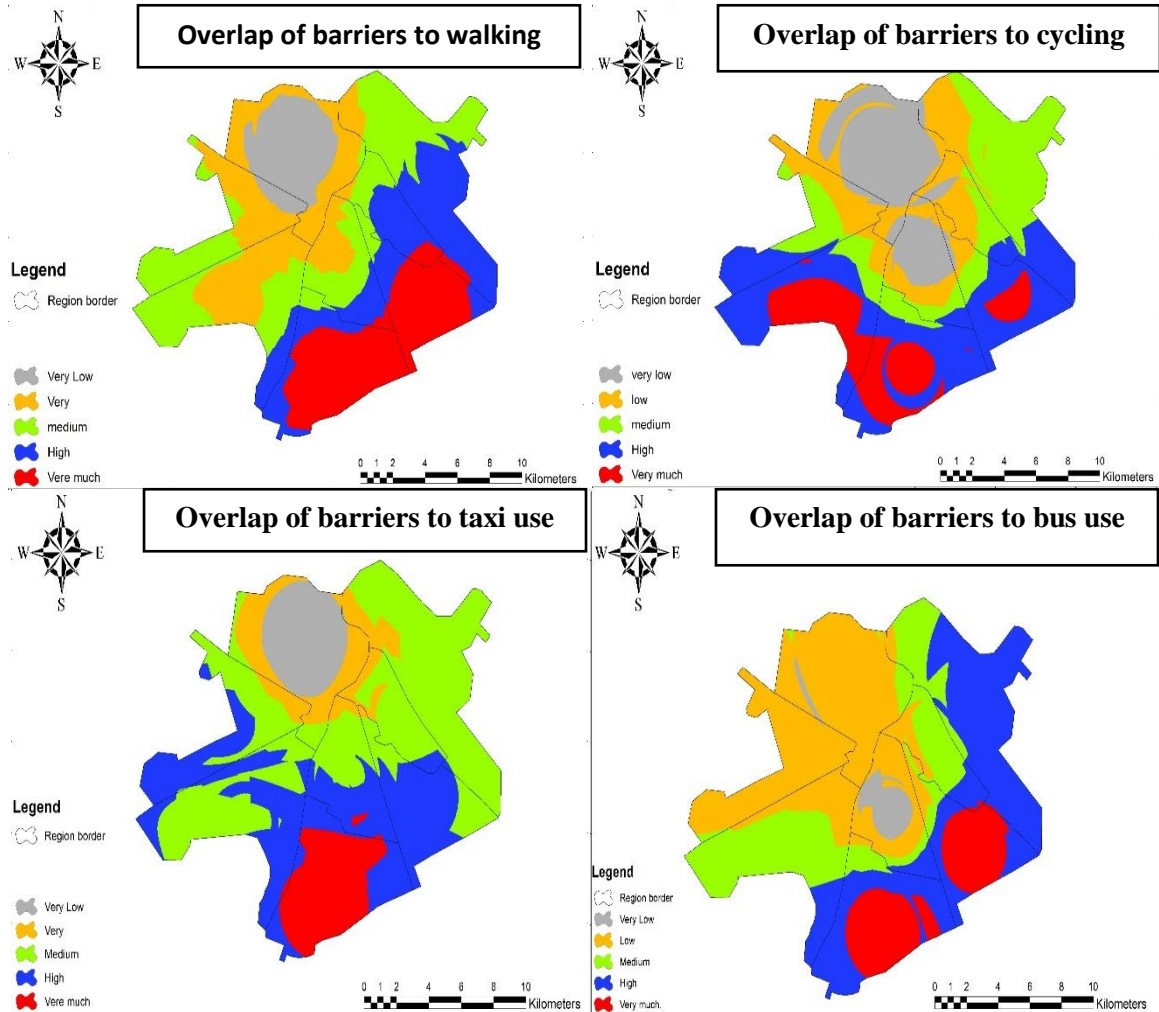 Overlap of barriers to walking
N
W E
S
Legend
Region border
Very Low
Very
medium
High
Vere much
0 1 2 4 6 8 10
Kilometers
Overlap of barriers to cycling
N
W E
S
Legend
Region border
very low
low
medium
High
Very much
0 1 2 4 6 8 10
Kilometers
Overlap of barriers to taxi use
N
W E
S
Legend
Region border
Very Low
Very
Medium
High
Vere much
0 1 2 4 6 8 10
Kilometers
Overlap of barriers to bus use
N
W E
S
Legend
Region border
Very Low
Low
Medium
High
Very much.
0 1 2 4 6 8 10
Kilometers